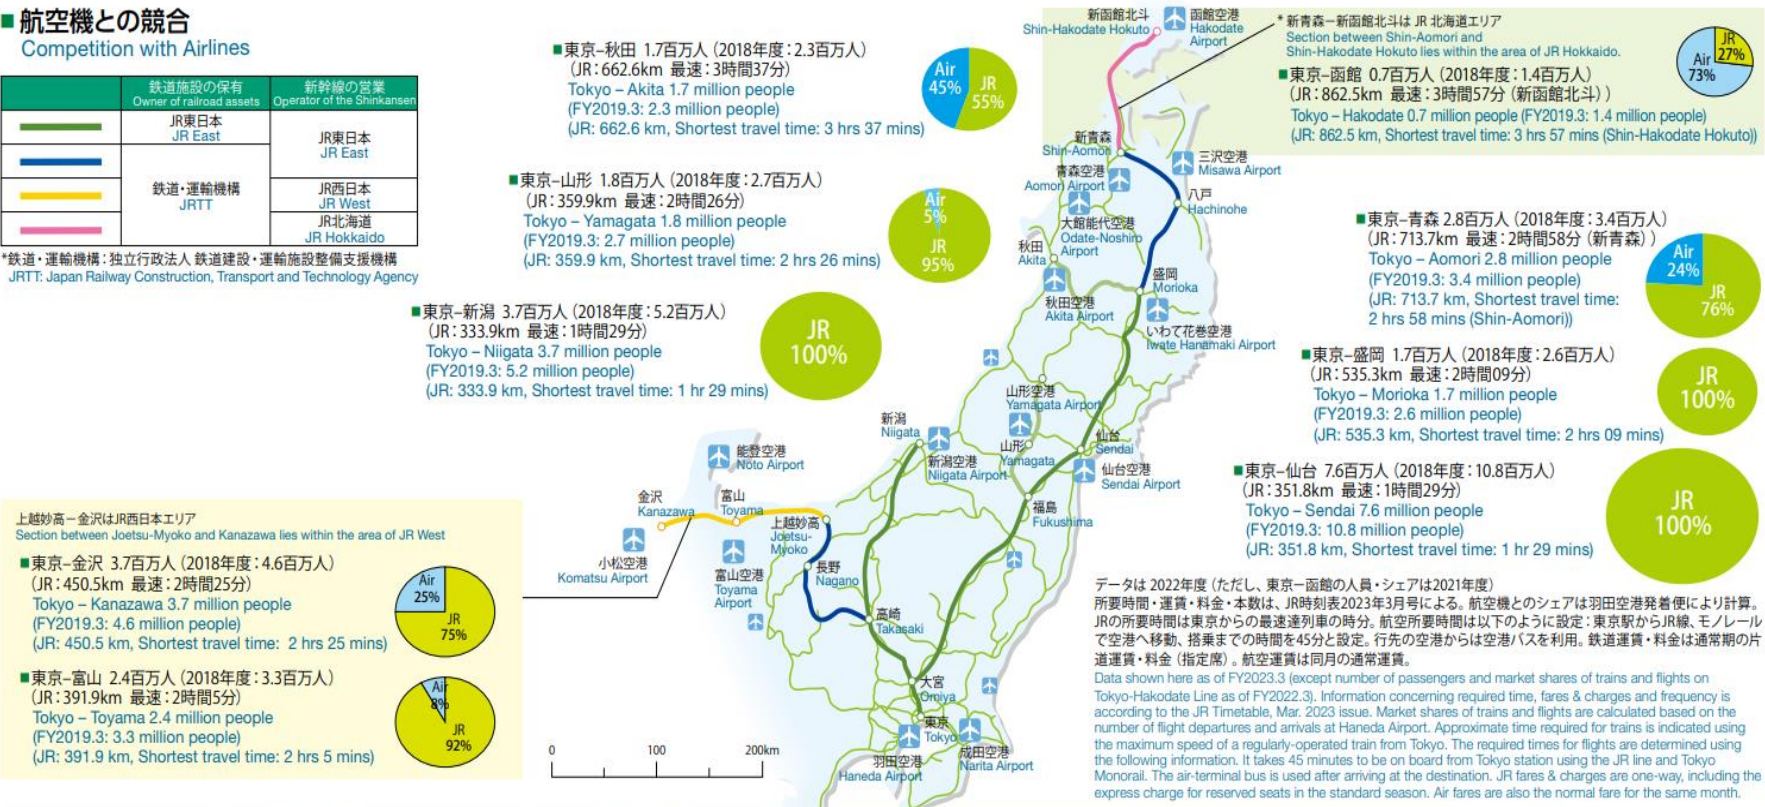 ■航空機との競合
Competition with Airlines
鉄道施設の保有
Owner of railroad assets
新幹線の営業
Operator of the Shinkansen
JR東日本
JR East
JR東日本
JR East
鉄道・運輸機構
JRTT
JR西日本
JR West
JR北海道
JR Hokkaido
*鉄道・運輸機構：独立行政法人 鉄道建設・運輸施設整備支援機構
JRTT: Japan Railway Construction, Transport and Technology Agency
■東京−秋田 1.7百万人（2018年度：2.3百万人）
（JR：662.6km 最速：3時間37分）
Tokyo – Akita 1.7 million people
(FY2019.3: 2.3 million people)
(JR: 662.6 km, Shortest travel time: 3 hrs 37 mins)
Air
45%
JR
55%
■東京−山形 1.8百万人（2018年度：2.7百万人）
（JR：359.9km 最速：2時間26分）
Tokyo – Yamagata 1.8 million people
(FY2019.3: 2.7 million people)
(JR: 359.9 km, Shortest travel time: 2 hrs 26 mins)
Air
5%
JR
95%
■東京−新潟 3.7百万人（2018年度：5.2百万人）
（JR：333.9km 最速：1時間29分）
Tokyo – Niigata 3.7 million people
(FY2019.3: 5.2 million people)
(JR: 333.9 km, Shortest travel time: 1 hr 29 mins)
JR
100%
上越妙高−金沢はJR西日本エリア
Section between Joetsu-Myoko and Kanazawa lies within the area of JR West
■東京−金沢 3.7百万人（2018年度：4.6百万人）
（JR：450.5km 最速：2時間25分）
Tokyo – Kanazawa 3.7 million people
(FY2019.3: 4.6 million people)
(JR: 450.5 km, Shortest travel time: 2 hrs 25 mins)
Air
25%
JR
75%
■東京−富山 2.4百万人（2018年度：3.3百万人）
（JR：391.9km 最速：2時間5分）
Tokyo – Toyama 2.4 million people
(FY2019.3: 3.3 million people)
(JR: 391.9 km, Shortest travel time: 2 hrs 5 mins)
Air
8%
JR
92%
新函館北斗
Shin-Hakodate Hokuto
函館空港
Hakodate
Airport
新青森
Shin-Aomori
青森空港
Aomori Airport
三沢空港
Misawa Airport
八戸
Hachinohe
大館能代空港
Odate-Noshiro
Airport
秋田
Akita
秋田空港
Akita Airport
盛岡
Morioka
いわて花巻空港
Iwate Hanamaki Airport
山形空港
Yamagata Airport
山形
Yamagata
仙台
Sendai
仙台空港
Sendai Airport
新潟
Niigata
新潟空港
Niigata Airport
福島
Fukushima
能登空港
Noto Airport
金沢
Kanazawa
富山
Toyama
上越妙高
Joetsu-
Myoko
小松空港
Komatsu Airport
富山空港
Toyama
Airport
長野
Nagano
高崎
Takasaki
大宮
Omiya
東京
Tokyo
羽田空港
Haneda Airport
成田空港
Narita Airport
0 100 200km
* 新青森−新函館北斗は JR 北海道エリア
Section between Shin-Aomori and
Shin-Hakodate Hokuto lies within the area of JR Hokkaido.
■東京−函館 0.7百万人（2018年度：1.4百万人）
（JR：862.5km 最速：3時間57分（新函館北斗））
Tokyo – Hakodate 0.7 million people (FY2019.3: 1.4 million people)
(JR: 862.5 km, Shortest travel time: 3 hrs 57 mins (Shin-Hakodate Hokuto))
JR
27%
Air
73%
■東京−青森 2.8百万人（2018年度：3.4百万人）
（JR：713.7km 最速：2時間58分（新青森））
Tokyo – Aomori 2.8 million people
(FY2019.3: 3.4 million people)
(JR: 713.7 km, Shortest travel time:
2 hrs 58 mins (Shin-Aomori))
Air
24%
JR
76%
■東京−盛岡 1.7百万人（2018年度：2.6百万人）
（JR：535.3km 最速：2時間09分）
Tokyo – Morioka 1.7 million people
(FY2019.3: 2.6 million people)
(JR: 535.3 km, Shortest travel time: 2 hrs 09 mins)
JR
100%
■東京−仙台 7.6百万人（2018年度：10.8百万人）
（JR：351.8km 最速：1時間29分）
Tokyo – Sendai 7.6 million people
(FY2019.3: 10.8 million people)
(JR: 351.8 km, Shortest travel time: 1 hr 29 mins)
JR
100%
データは 2022年度（ただし、東京ー函館の人員・シェアは2021年度）
所要時間・運賃・料金・本数は、JR時刻表2023年3月号による。航空機とのシェアは羽田空港発着便により計算。
JRの所要時間は東京からの最速達列車の時分。航空所要時間は以下のように設定：東京駅からJR線、モノレール
で空港へ移動、搭乗までの時間を45分と設定。行先の空港からは空港バスを利用。鉄道運賃・料金は通常期の片
道運賃・料金（指定席）。航空運賃は同月の通常運賃。
Data shown here as of FY2023.3 (except number of passengers and market shares of trains and flights on
Tokyo-Hakodate Line as of FY2022.3). Information concerning required time, fares & charges and frequency is
according to the JR Timetable, Mar. 2023 issue. Market shares of trains and flights are calculated based on the
number of flight departures and arrivals at Haneda Airport. Approximate time required for trains is indicated using
the maximum speed of a regularly-operated train from Tokyo. The required times for flights are determined using
the following information. It takes 45 minutes to be on board from Tokyo station using the JR line and Tokyo
Monorail. The air-terminal bus is used after arriving at the destination. JR fares & charges are one-way, including the
express charge for reserved seats in the standard season. Air fares are also the normal fare for the same month.